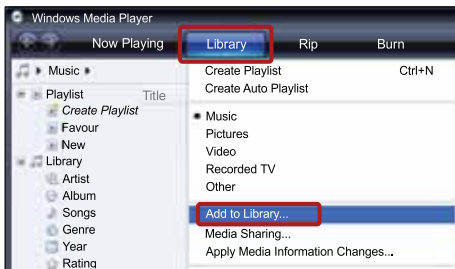 Windows Media Player
Now Playing Library Rip Burn
Music
Playlist Title
Create Playlist
Favour
New
Library
Artist
Album
Songs
Genre
Year
Rating
Create Playlist Ctrl+N
Create Auto Playlist
Music
Pictures
Video
Recorded TV
Other
Add to Library...
Media Sharing...
Apply Media Information Changes...